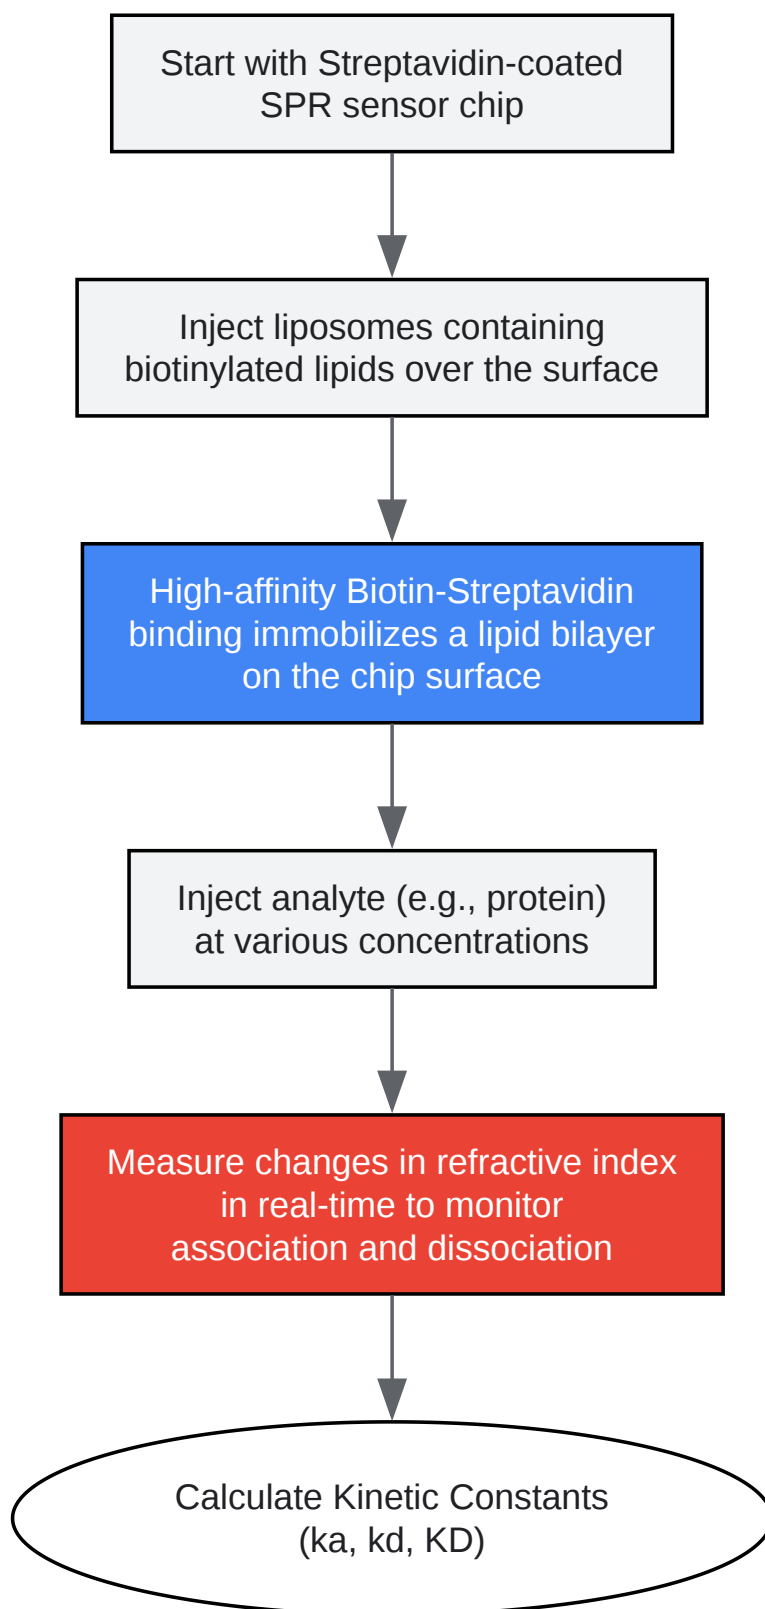 Start with Streptavidin-coated
SPR sensor chip
Inject liposomes containing
biotinylated lipids over the surface
High-affinity Biotin-Streptavidin
binding immobilizes a lipid bilayer
on the chip surface
Inject analyte (e.g., protein)
at various concentrations
Measure changes in refractive index
in real-time to monitor
association and dissociation
Calculate Kinetic Constants
(ka, kd, KD)